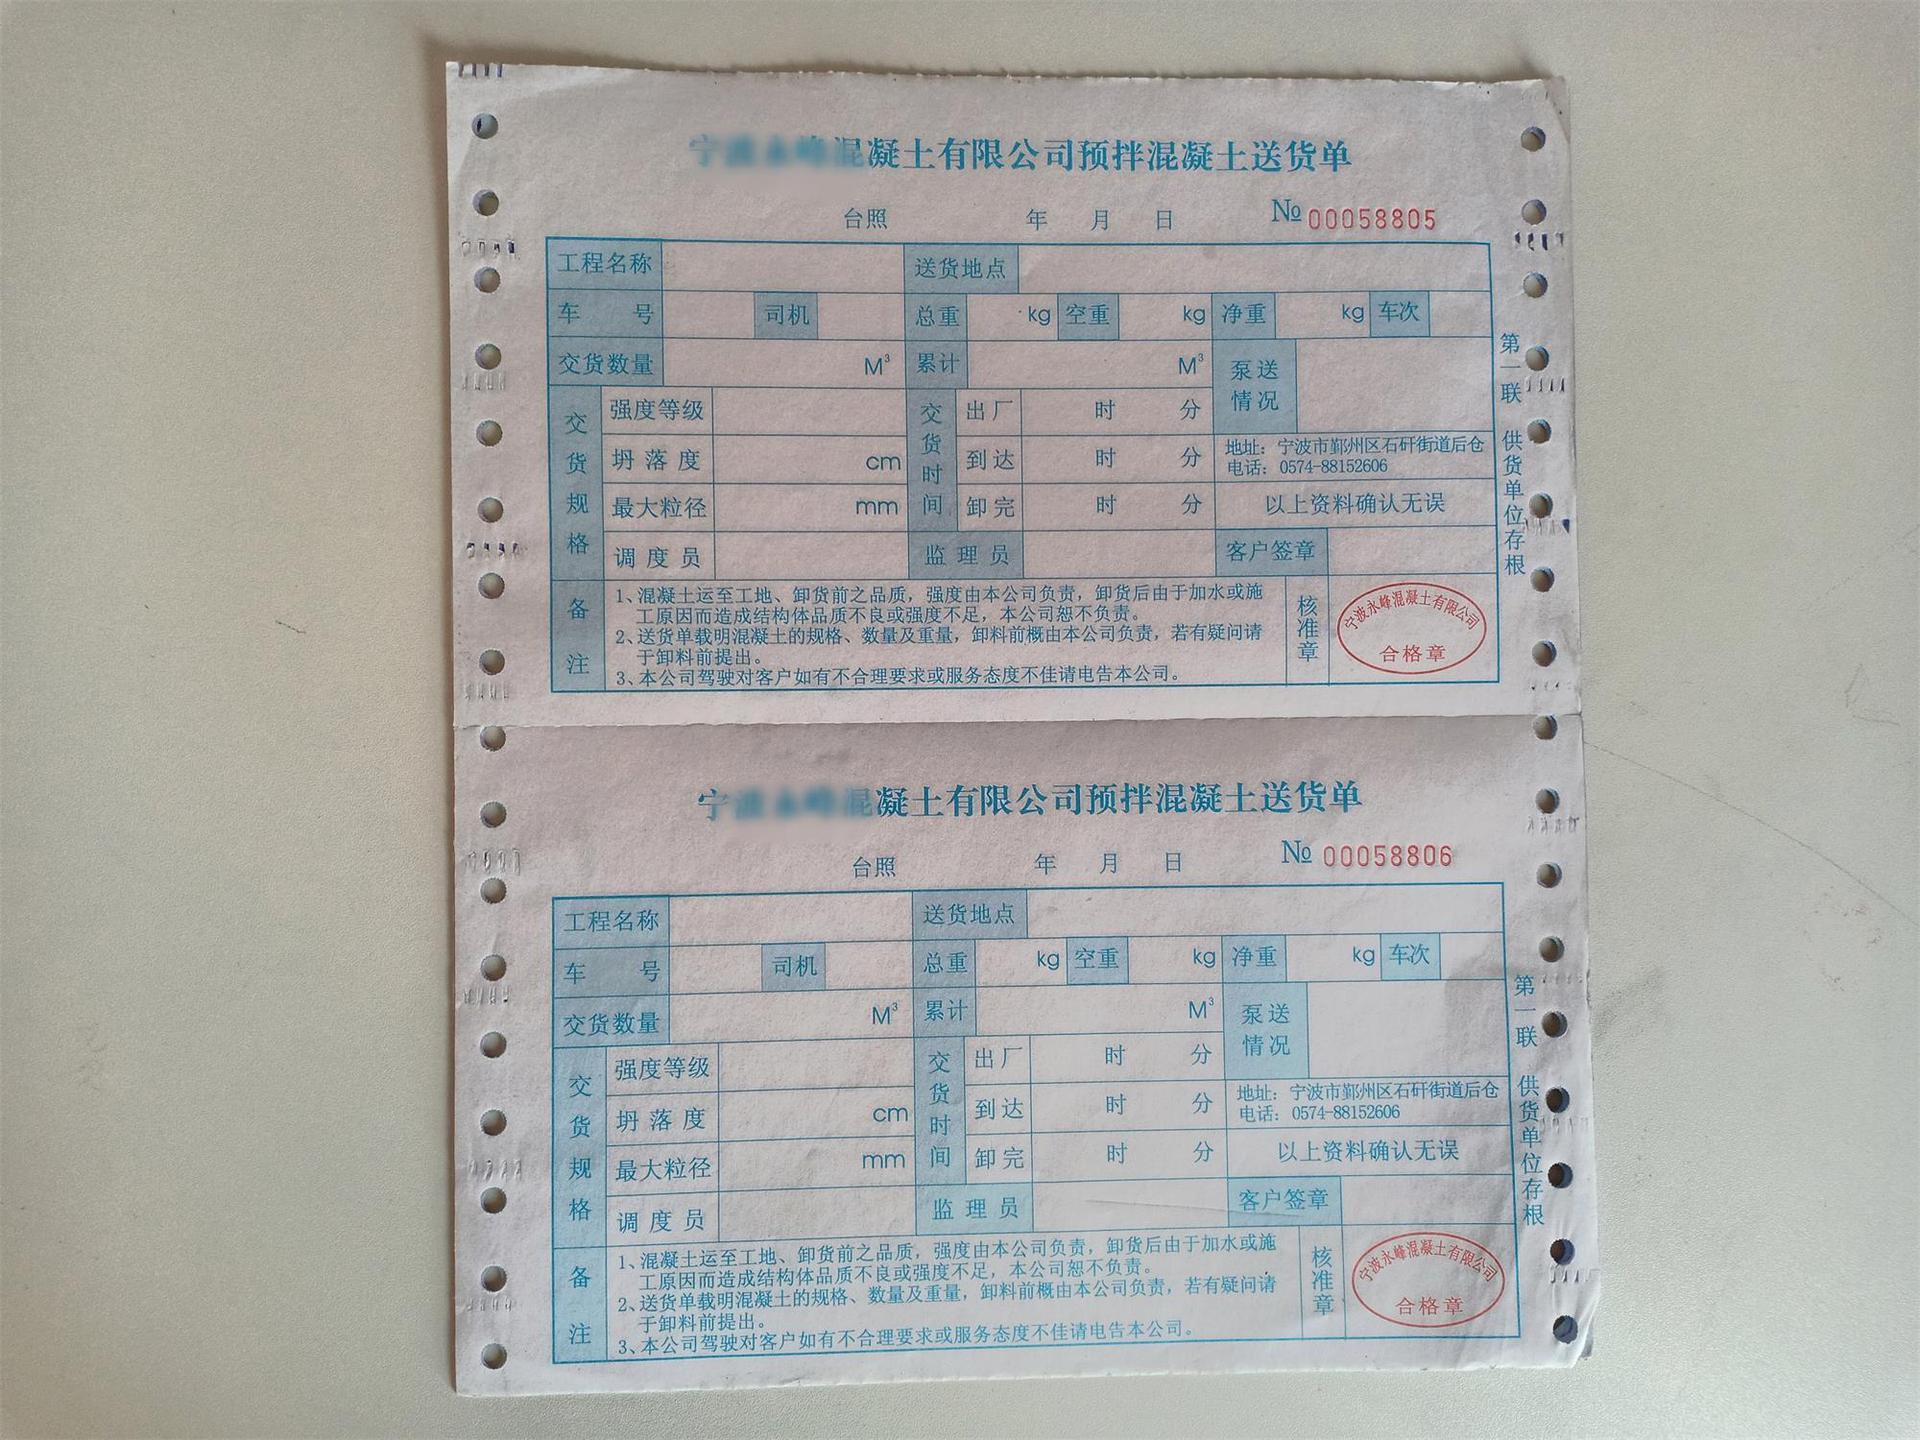 凝土有限公司预拌混凝土送货单
台照 年 月 日 № 00058805
工程名称 送货地点
车 号 司机 总重 kg 空重 kg 净重 kg 车次
交货数量 M³ 累计 M³ 泵送情况
交货规格 强度等级 交货时间 出厂 时 分
坍落度 cm 到达 时 分 地址：宁波市鄞州区石矸街道后仓
电话：0574-88152606
最大粒径 mm 卸完 时 分 以上资料确认无误
调度员 监理员 客户签章
备注
1、混凝土运至工地、卸货前之品质，强度由本公司负责，卸货后由于加水或施
工原因而造成结构体品质不良或强度不足，本公司恕不负责。
2、送货单载明混凝土的规格、数量及重量，卸料前概由本公司负责，若有疑问请
于卸料前提出。
3、本公司驾驶对客户如有不合理要求或服务态度不佳请电告本公司。
核准章
宁波永峰混凝土有限公司
合格章
第一联 供货单位存根
凝土有限公司预拌混凝土送货单
台照 年 月 日 № 00058806
工程名称 送货地点
车 号 司机 总重 kg 空重 kg 净重 kg 车次
交货数量 M³ 累计 M³ 泵送情况
交货规格 强度等级 交货时间 出厂 时 分
坍落度 cm 到达 时 分 地址：宁波市鄞州区石矸街道后仓
电话：0574-88152606
最大粒径 mm 卸完 时 分 以上资料确认无误
调度员 监理员 客户签章
备注
1、混凝土运至工地、卸货前之品质，强度由本公司负责，卸货后由于加水或施
工原因而造成结构体品质不良或强度不足，本公司恕不负责。
2、送货单载明混凝土的规格、数量及重量，卸料前概由本公司负责，若有疑问请
于卸料前提出。
3、本公司驾驶对客户如有不合理要求或服务态度不佳请电告本公司。
核准章
宁波永峰混凝土有限公司
合格章
第一联 供货单位存根